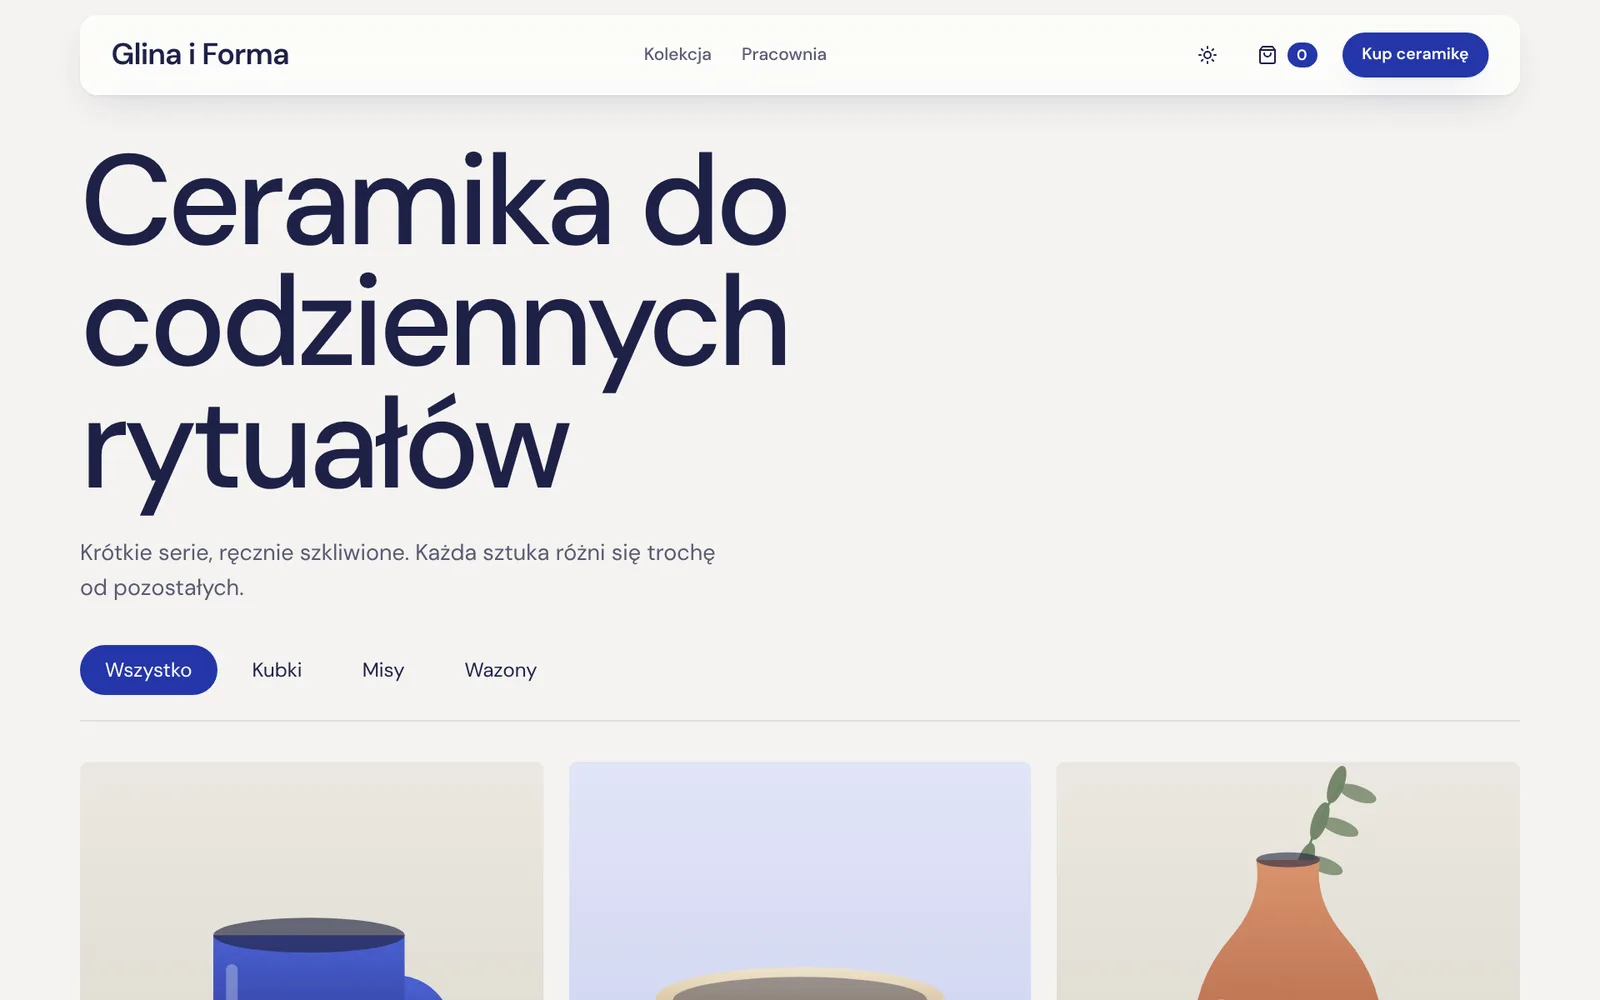 Glina i Forma
Kolekcja
Pracownia
0
Kup ceramikę
Ceramika do
codziennych
rytuałów
Krótkie serie, ręcznie szkliwione. Każda sztuka różni się trochę
od pozostałych.
Wszystko
Kubki
Misy
Wazony